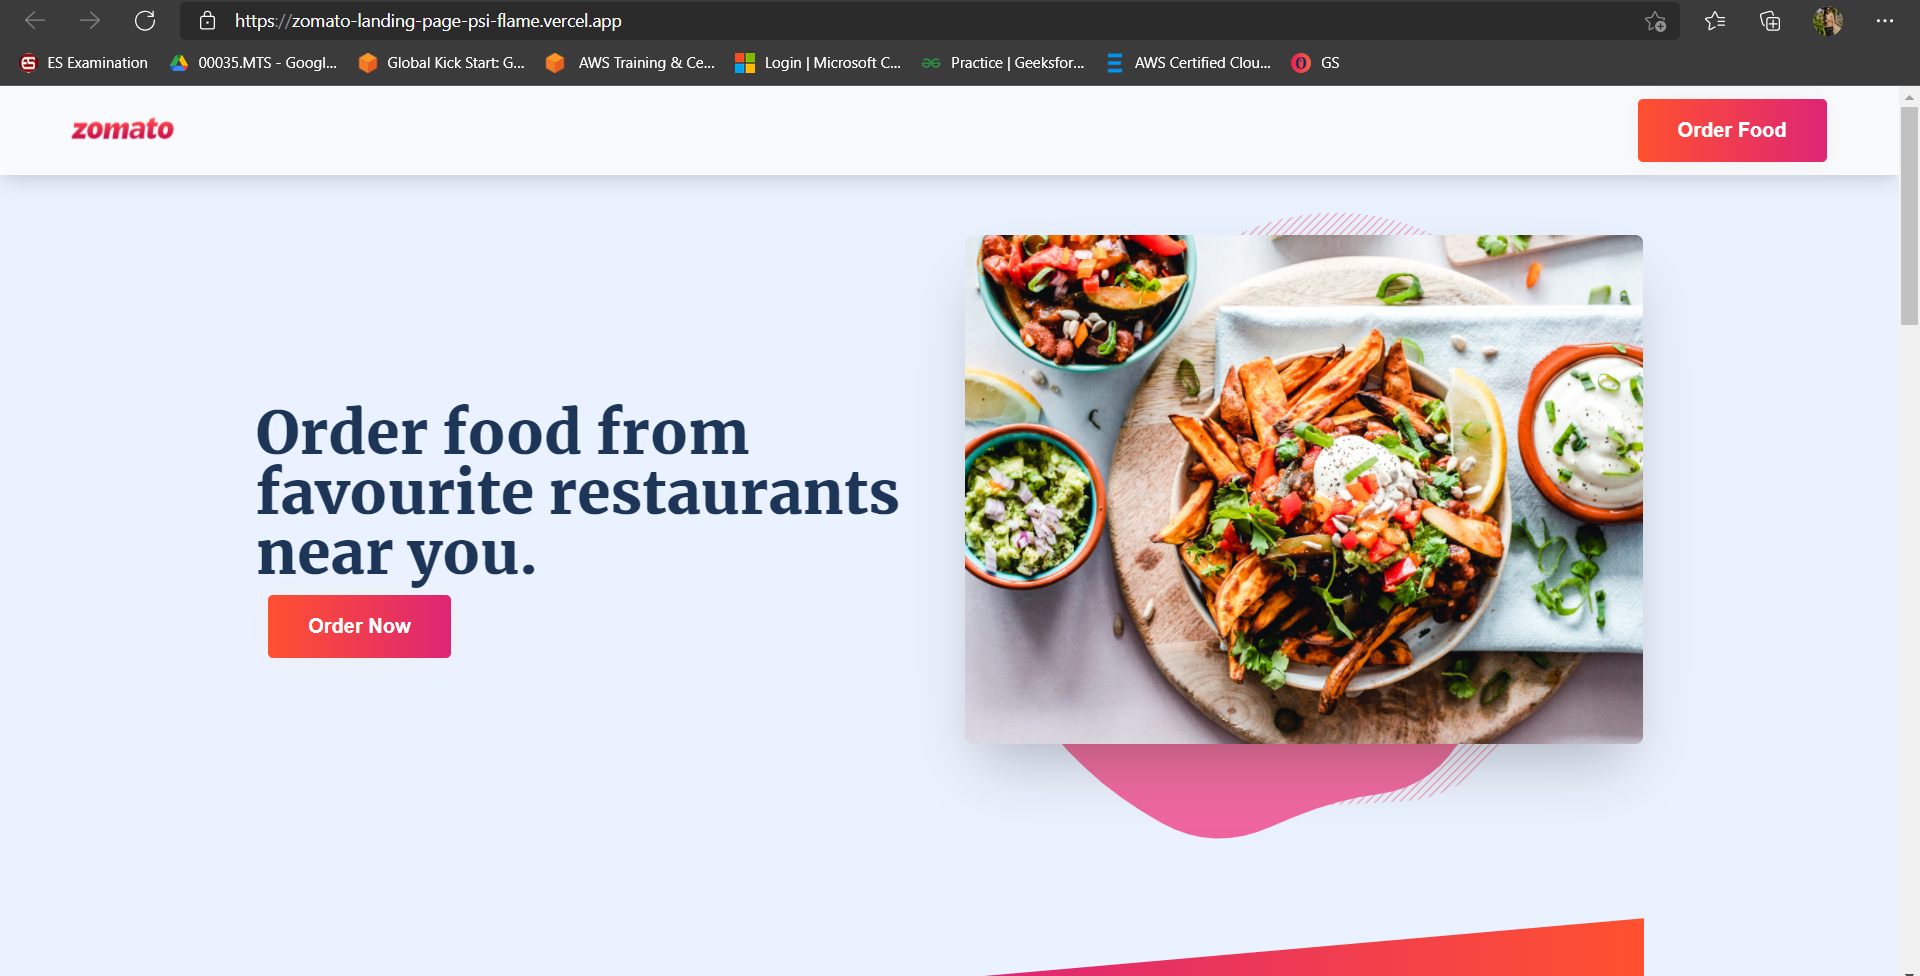 https://zomato-landing-page-psi-flame.vercel.app
ES Examination 00035.MTS - Googl... Global Kick Start: G... AWS Training & Ce... Login | Microsoft C... Practice | Geeksfor... AWS Certified Clou... GS
zomato
Order Food
Order food from
favourite restaurants
near you.
Order Now